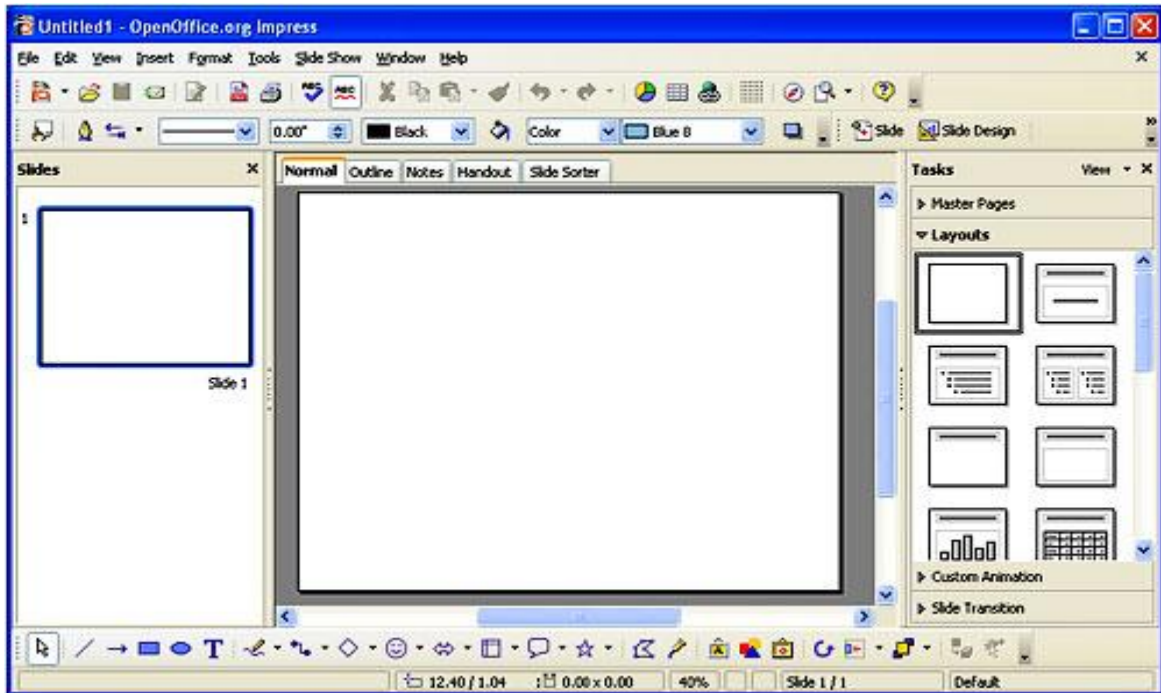 Untitled1 - OpenOffice.org Impress
File Edit View Insert Format Tools Slide Show Window Help
ABC ABC
0.00" Black Color Blue 8 Slide Slide Design
Slides
Normal Outline Notes Handout Slide Sorter
Tasks View
1
Slide 1
Master Pages
Layouts
Custom Animation
Slide Transition
T
12.40 / 1.04 0.00 x 0.00 40% Slide 1 / 1 Default